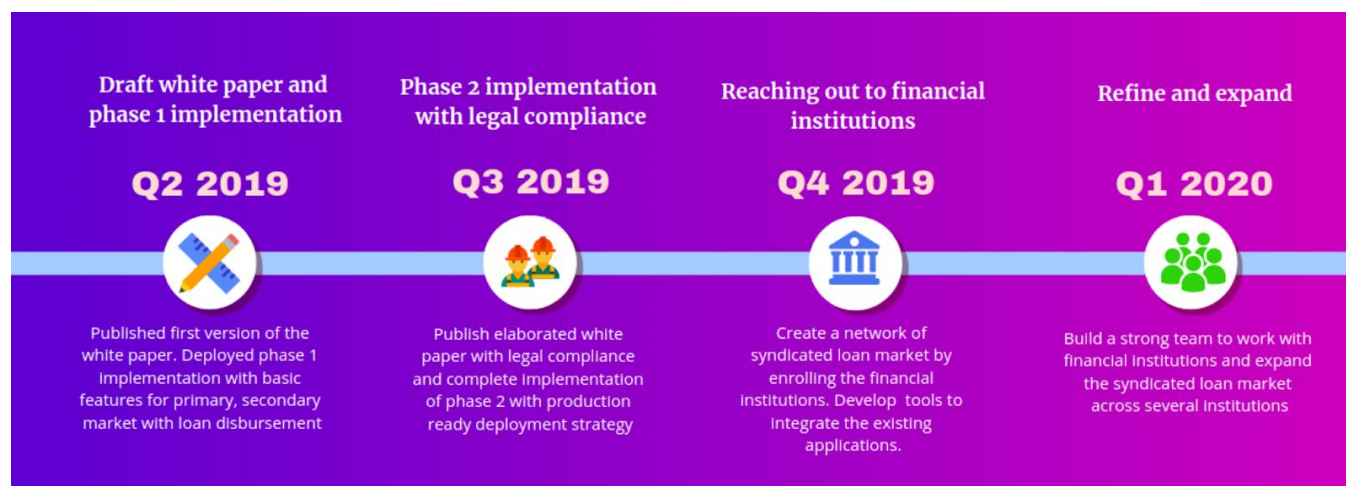 Draft white paper and
phase 1 implementation
Q2 2019
Published first version of the
white paper. Deployed phase 1
implementation with basic
features for primary, secondary
market with loan disbursement
Phase 2 implementation
with legal compliance
Q3 2019
Publish elaborated white
paper with legal compliance
and complete implementation
of phase 2 with production
ready deployment strategy
Reaching out to financial
institutions
Q4 2019
Create a network of
syndicated loan market by
enrolling the financial
institutions. Develop tools to
integrate the existing
applications.
Refine and expand
Q1 2020
Build a strong team to work with
financial institutions and expand
the syndicated loan market
across several institutions